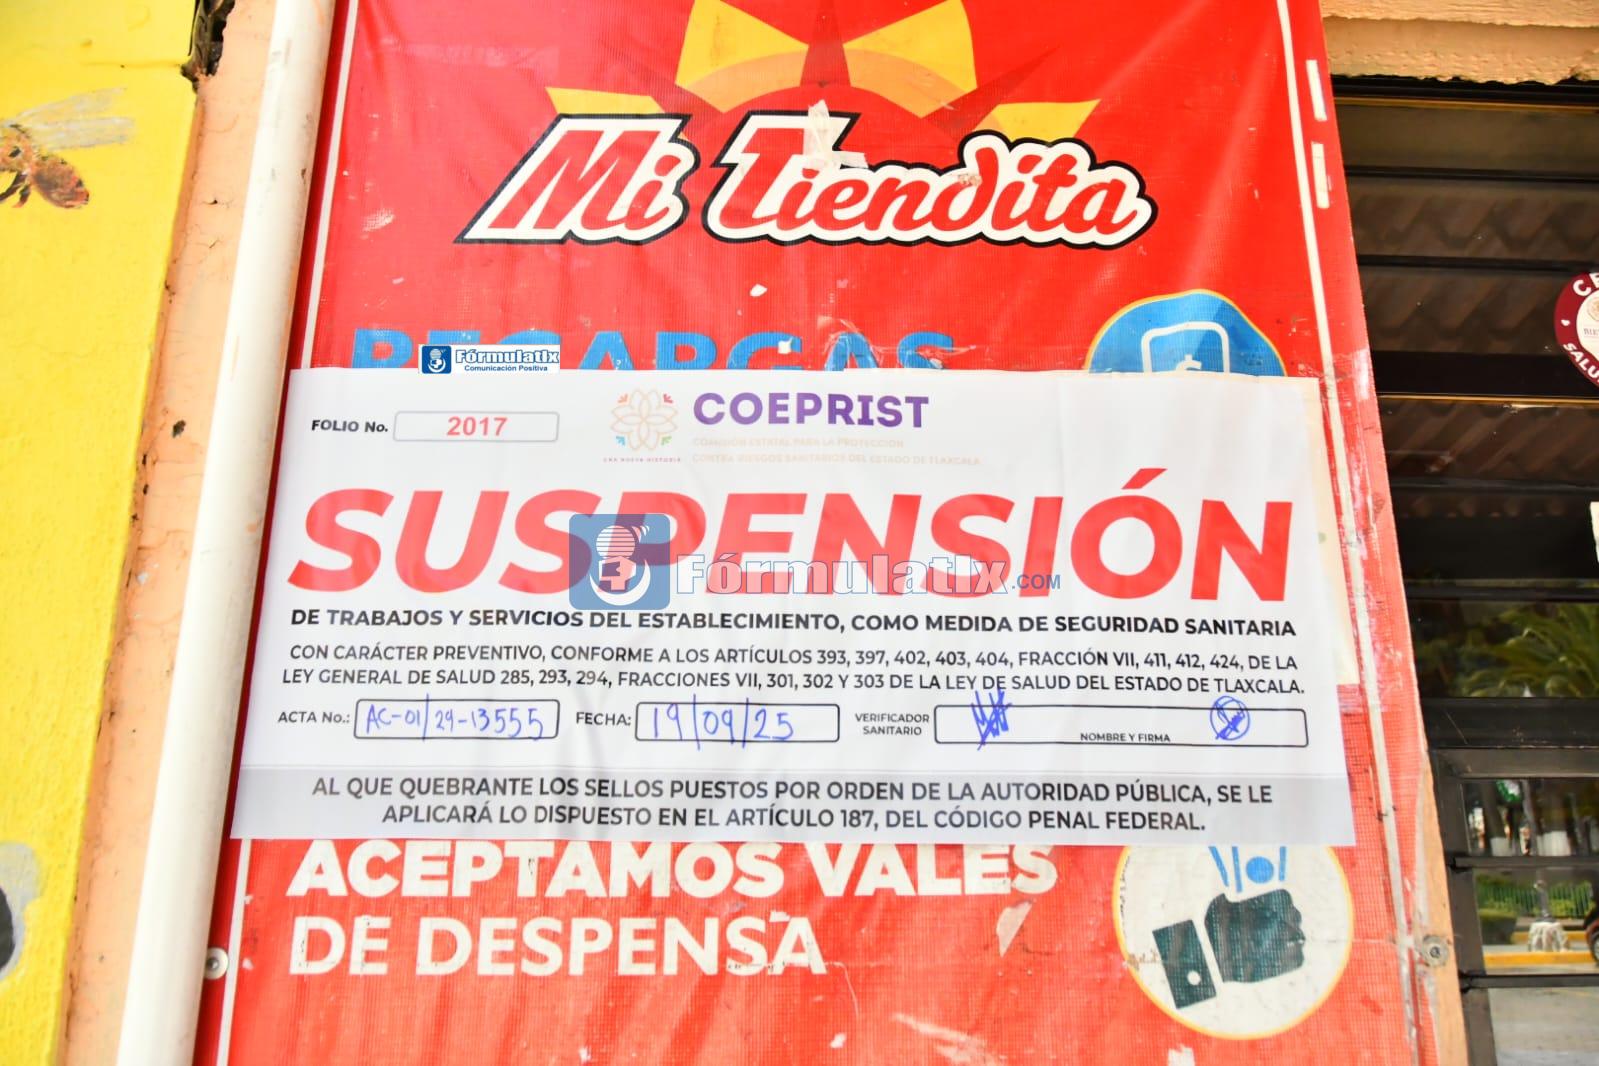 Mi Tiendita
RECARGAS
Fórmulatlx
Comunicación Positiva
FOLIO No. 2017
COEPRIST
COMISIÓN ESTATAL PARA LA PROTECCIÓN
CONTRA RIESGOS SANITARIOS DEL ESTADO DE TLAXCALA
UNA NUEVA HISTORIA
SUSPENSIÓN
Fórmulatlx.COM
DE TRABAJOS Y SERVICIOS DEL ESTABLECIMIENTO, COMO MEDIDA DE SEGURIDAD SANITARIA
CON CARÁCTER PREVENTIVO, CONFORME A LOS ARTÍCULOS 393, 397, 402, 403, 404, FRACCIÓN VII, 411, 412, 424, DE LA
LEY GENERAL DE SALUD 285, 293, 294, FRACCIONES VII, 301, 302 Y 303 DE LA LEY DE SALUD DEL ESTADO DE TLAXCALA.
ACTA No.: AC-01/29-13555 FECHA: 19/09/25 VERIFICADOR SANITARIO
NOMBRE Y FIRMA
AL QUE QUEBRANTE LOS SELLOS PUESTOS POR ORDEN DE LA AUTORIDAD PÚBLICA, SE LE
APLICARÁ LO DISPUESTO EN EL ARTÍCULO 187, DEL CÓDIGO PENAL FEDERAL.
ACEPTAMOS VALES
DE DESPENSA